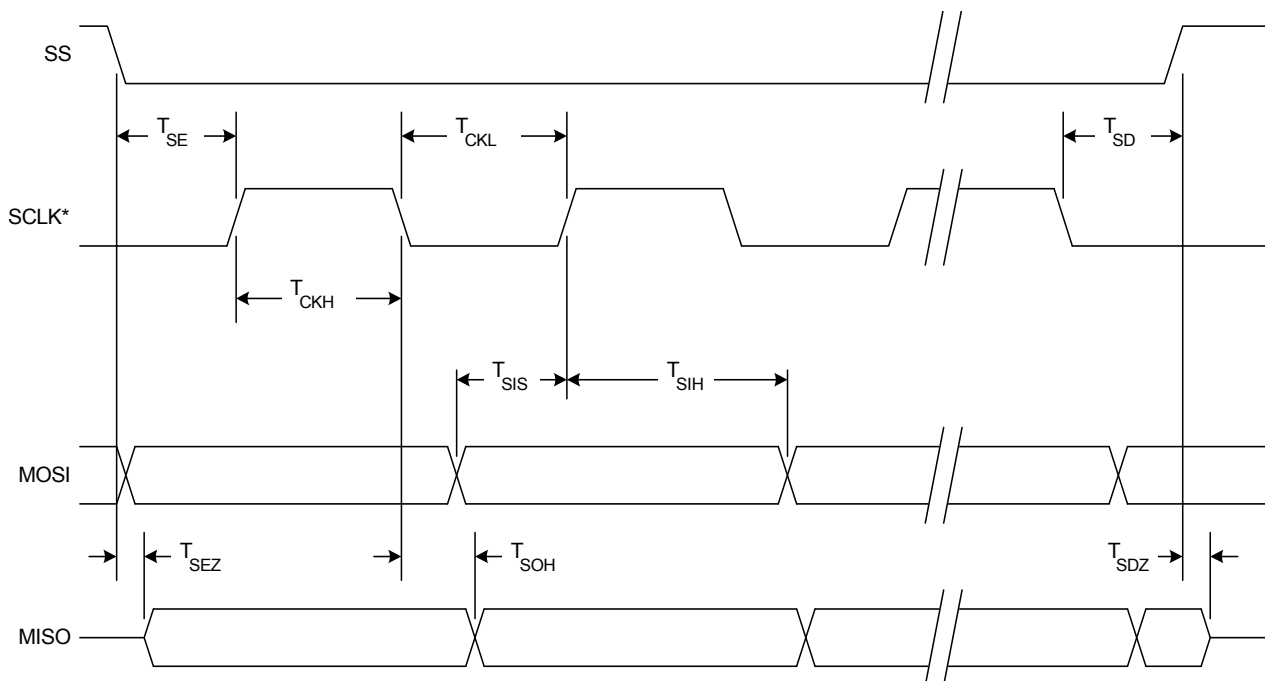 SS
T_SE
T_CKL
T_SD
SCLK*
T_CKH
T_SIS
T_SIH
MOSI
T_SEZ
T_SOH
T_SDZ
MISO